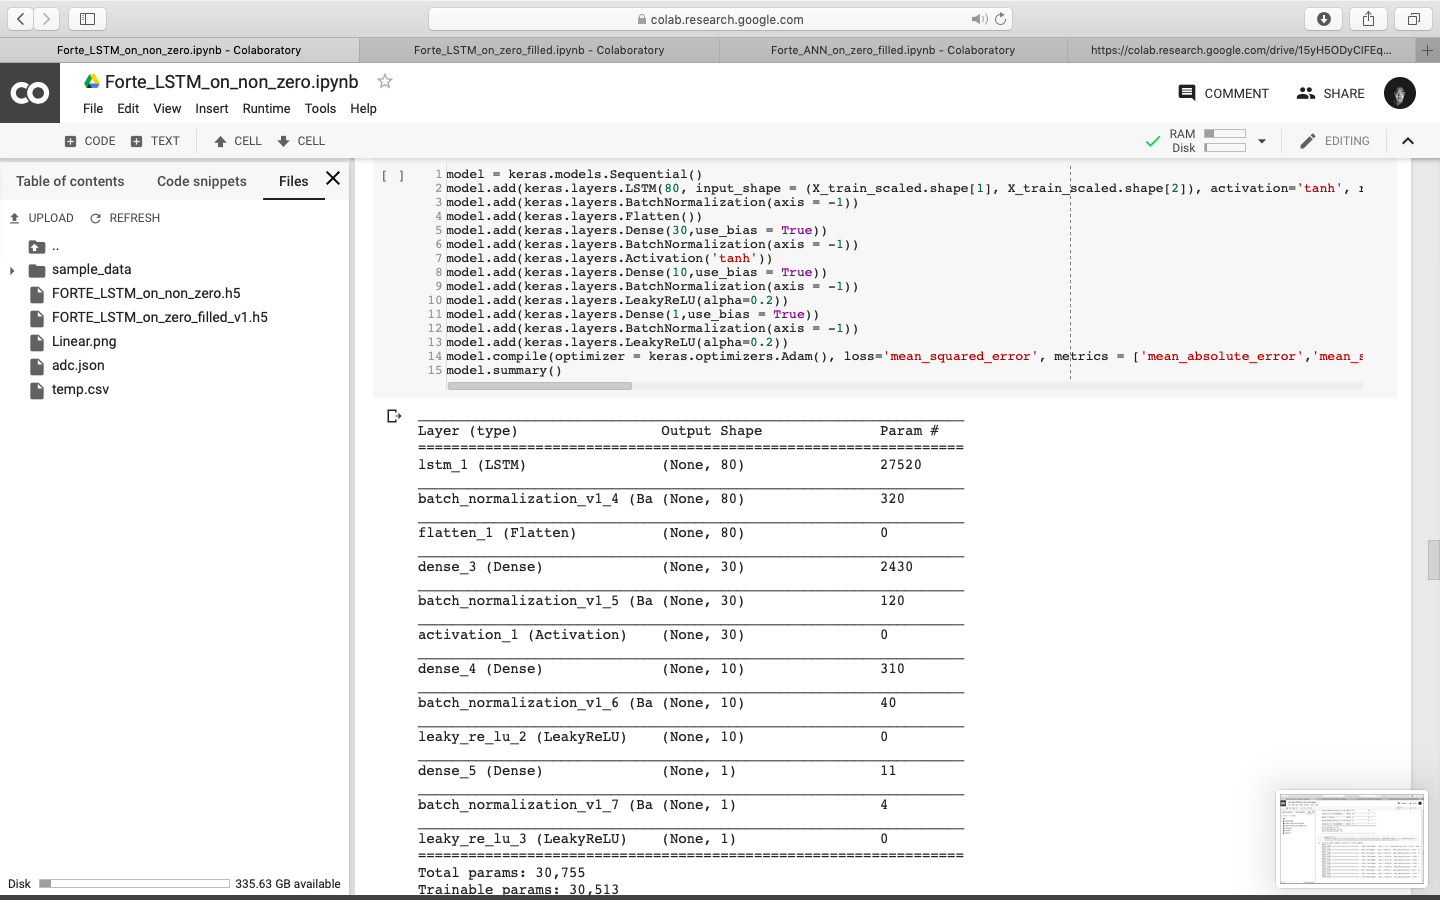 colab.research.google.com
Forte_LSTM_on_non_zero.ipynb - Colaboratory
Forte_LSTM_on_zero_filled.ipynb - Colaboratory
Forte_ANN_on_zero_filled.ipynb - Colaboratory
https://colab.research.google.com/drive/15yH5ODyClFEq...
CO
Forte_LSTM_on_non_zero.ipynb
File Edit View Insert Runtime Tools Help
COMMENT
SHARE
CODE
TEXT
CELL
CELL
RAM
Disk
EDITING
Table of contents
Code snippets
Files
UPLOAD
REFRESH
..
sample_data
FORTE_LSTM_on_non_zero.h5
FORTE_LSTM_on_zero_filled_v1.h5
Linear.png
adc.json
temp.csv
Disk
335.63 GB available
[ ]
1 model = keras.models.Sequential()
2 model.add(keras.layers.LSTM(80, input_shape = (X_train_scaled.shape[1], X_train_scaled.shape[2]), activation='tanh',
3 model.add(keras.layers.BatchNormalization(axis = -1))
4 model.add(keras.layers.Flatten())
5 model.add(keras.layers.Dense(30,use_bias = True))
6 model.add(keras.layers.BatchNormalization(axis = -1))
7 model.add(keras.layers.Activation('tanh'))
8 model.add(keras.layers.Dense(10,use_bias = True))
9 model.add(keras.layers.BatchNormalization(axis = -1))
10 model.add(keras.layers.LeakyReLU(alpha=0.2))
11 model.add(keras.layers.Dense(1,use_bias = True))
12 model.add(keras.layers.BatchNormalization(axis = -1))
13 model.add(keras.layers.LeakyReLU(alpha=0.2))
14 model.compile(optimizer = keras.optimizers.Adam(), loss='mean_squared_error', metrics = ['mean_absolute_error','mean_s
15 model.summary()
Layer (type) Output Shape Param #
lstm_1 (LSTM) (None, 80) 27520
batch_normalization_v1_4 (Ba (None, 80) 320
flatten_1 (Flatten) (None, 80) 0
dense_3 (Dense) (None, 30) 2430
batch_normalization_v1_5 (Ba (None, 30) 120
activation_1 (Activation) (None, 30) 0
dense_4 (Dense) (None, 10) 310
batch_normalization_v1_6 (Ba (None, 10) 40
leaky_re_lu_2 (LeakyReLU) (None, 10) 0
dense_5 (Dense) (None, 1) 11
batch_normalization_v1_7 (Ba (None, 1) 4
leaky_re_lu_3 (LeakyReLU) (None, 1) 0
Total params: 30,755
Trainable params: 30,513